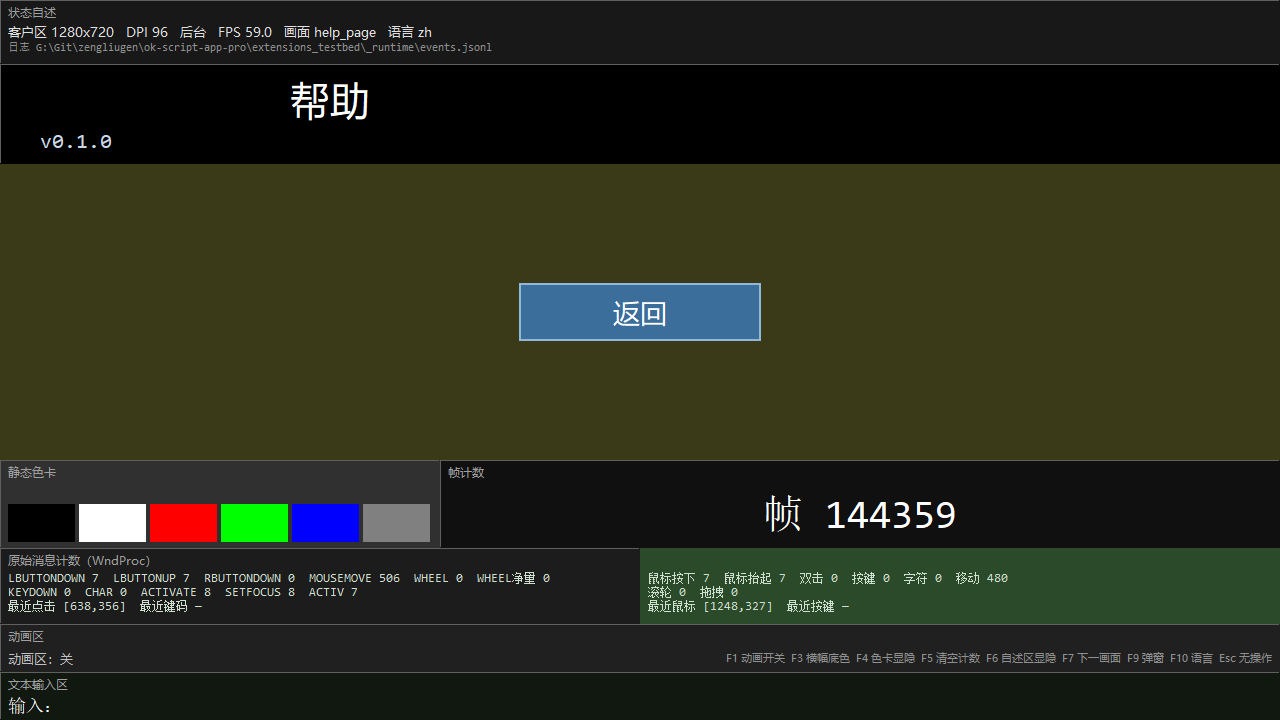 状态自述
客户区 1280x720 DPI 96 后台 FPS 59.0 画面 help_page 语言 zh
日志 G:\Git\zengliugen\ok-script-app-pro\extensions_testbed\_runtime\events.jsonl
帮助
v0.1.0
返回
静态色卡
帧计数
帧 144359
原始消息计数（WndProc）
LBUTTONDOWN 7 LBUTTONUP 7 RBUTTONDOWN 0 MOUSEMOVE 506 WHEEL 0 WHEEL净里 0
KEYDOWN 0 CHAR 0 ACTIVATE 8 SETFOCUS 8 ACTIV 7
最近点击 [638,356] 最近键码 —
鼠标按下 7 鼠标抬起 7 双击 0 按键 0 字符 0 移动 480
滚轮 0 拖拽 0
最近鼠标 [1248,327] 最近按键 —
动画区
动画区: 关
F1 动画开关 F3 横幅底色 F4 色卡显隐 F5 清空计数 F6 自述区显隐 F7 下一画面 F9 弹窗 F10 语言 Esc 无操作
文本输入区
输入: